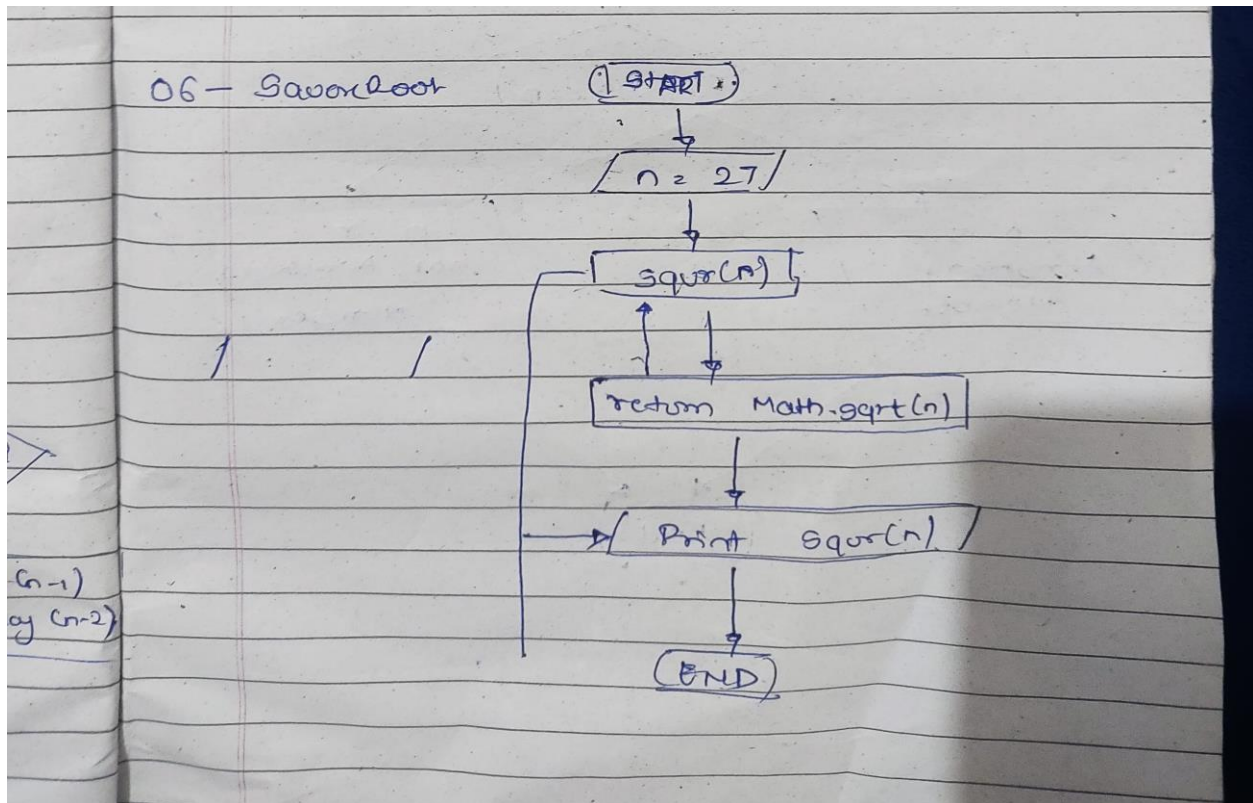 06 - Squareroot
START
n = 27
squr(n)
return Math.sqrt(n)
Print squr(n)
END
(n-1)
(n-2)